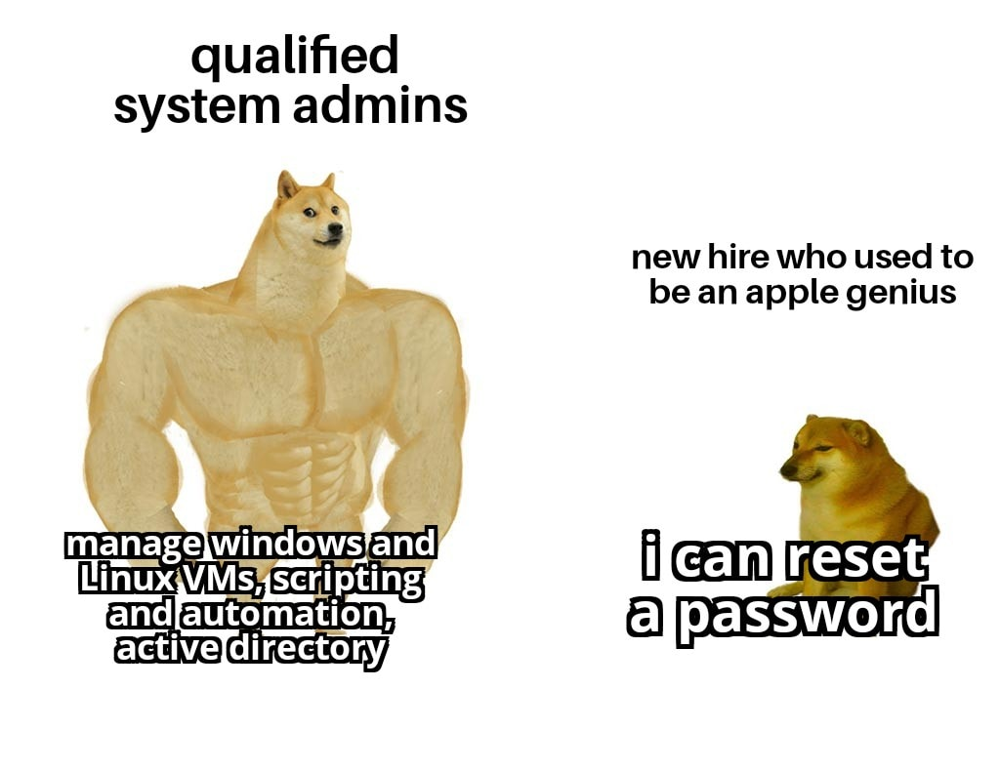 qualified
system admins
new hire who used to
be an apple genius
manage windows and
Linux VMs, scripting
and automation,
active directory
i can reset
a password